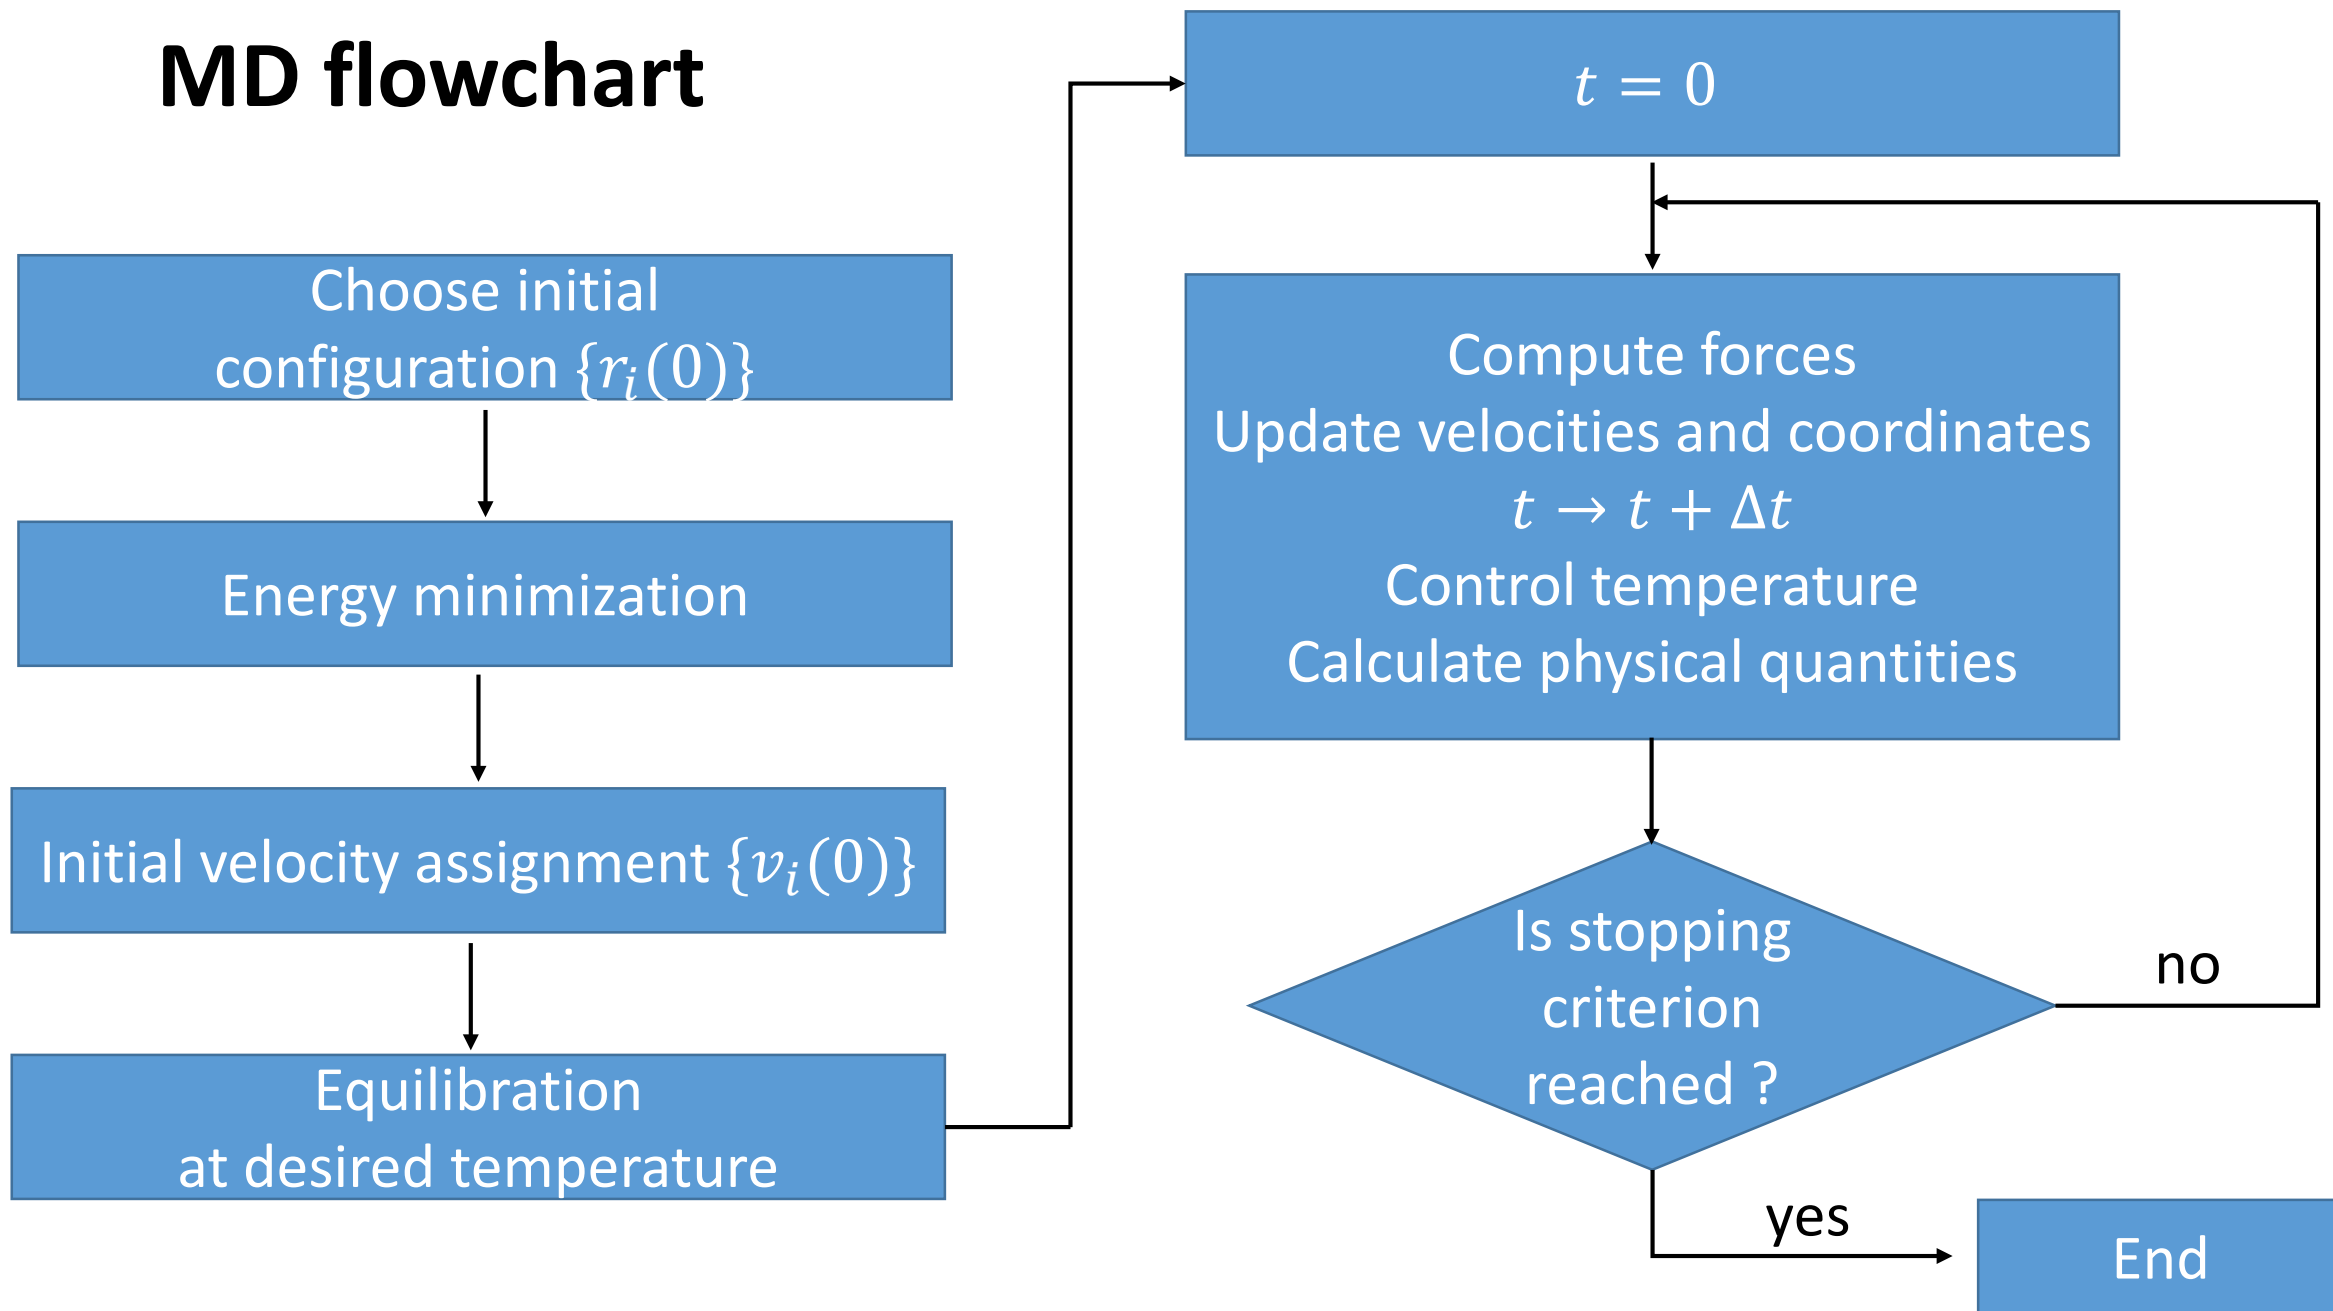 MD flowchart
Choose initial
configuration {r_i(0)}
Energy minimization
Initial velocity assignment {v_i(0)}
Equilibration
at desired temperature
t = 0
Compute forces
Update velocities and coordinates
t → t + Δt
Control temperature
Calculate physical quantities
Is stopping
criterion
reached ?
no
yes
End